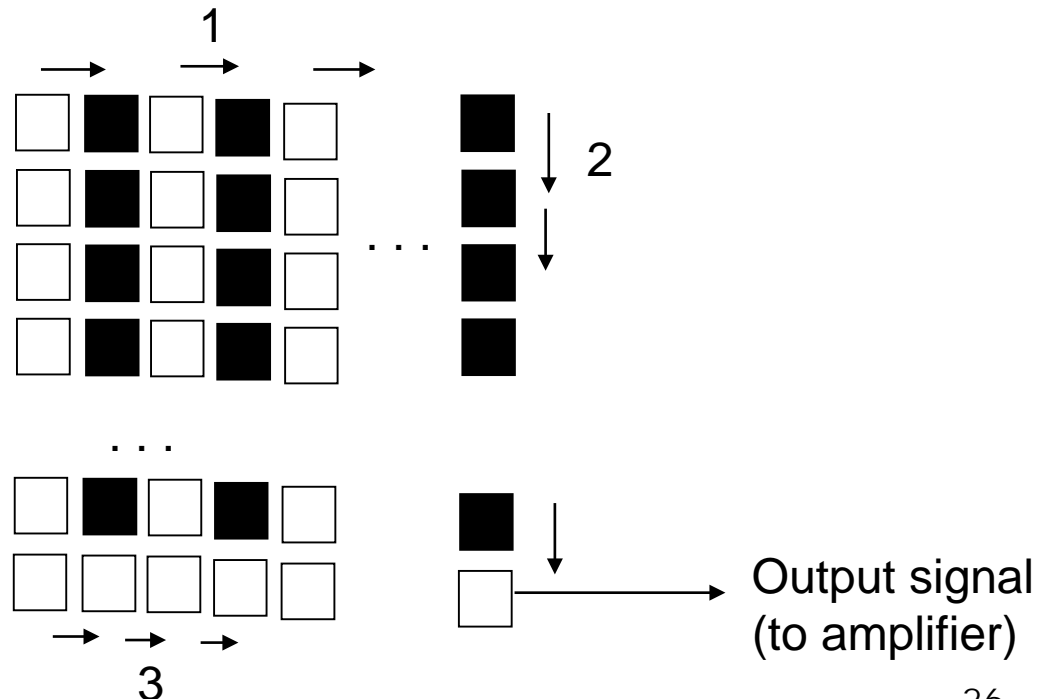 1
2
. . .
. . .
Output signal
(to amplifier)
3
26